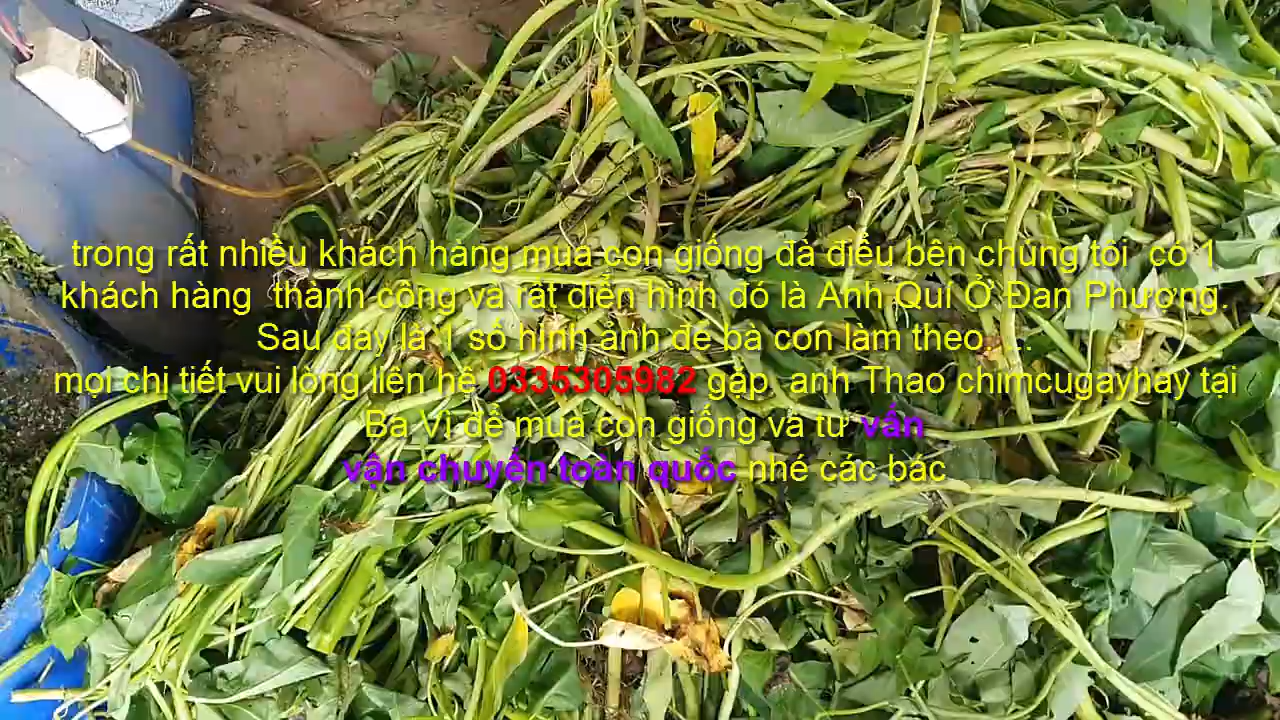 trong rất nhiều khách hàng mua con giống đà điểu bên chúng tôi có 1
khách hàng thành công và rất điển hình đó là Anh Quí Ở Đan Phượng.
Sau đây là 1 số hình ảnh để bà con làm theo....
mọi chi tiết vui lòng liên hệ 0335305982 gặp anh Thao chimcugayhay tại
Ba Vì để mua con giống và tư vấn
vận chuyển toàn quốc nhé các bác